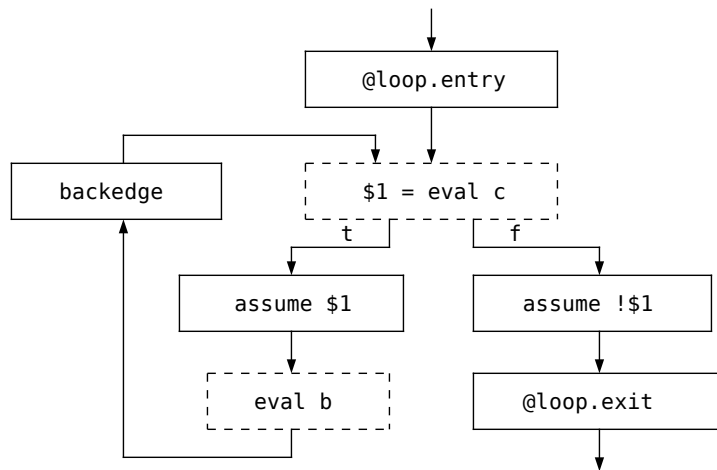 @loop.entry
backedge
$1 = eval c
t
f
assume $1
assume !$1
eval b
@loop.exit